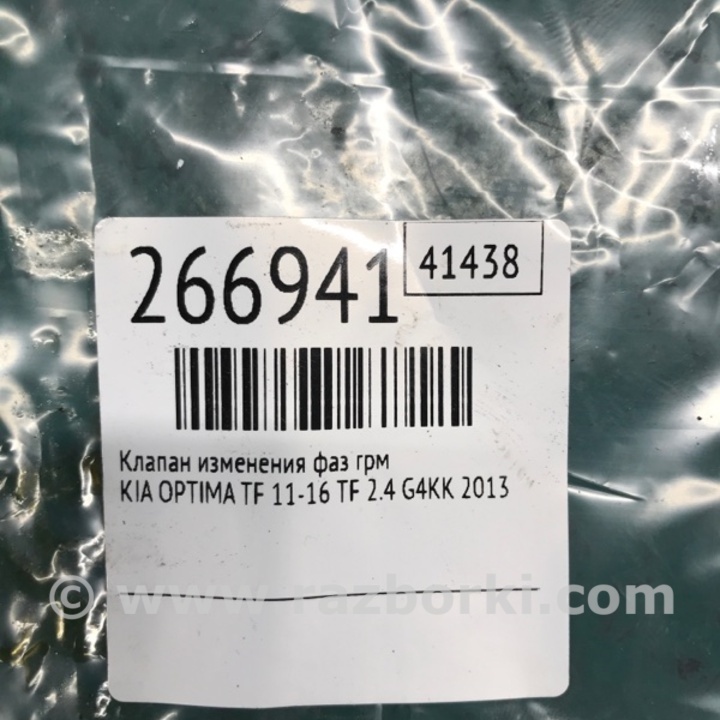 266941
41438
Клапан изменения фаз грм
KIA OPTIMA TF 11-16 TF 2.4 G4KK 2013
© www.razborki.com